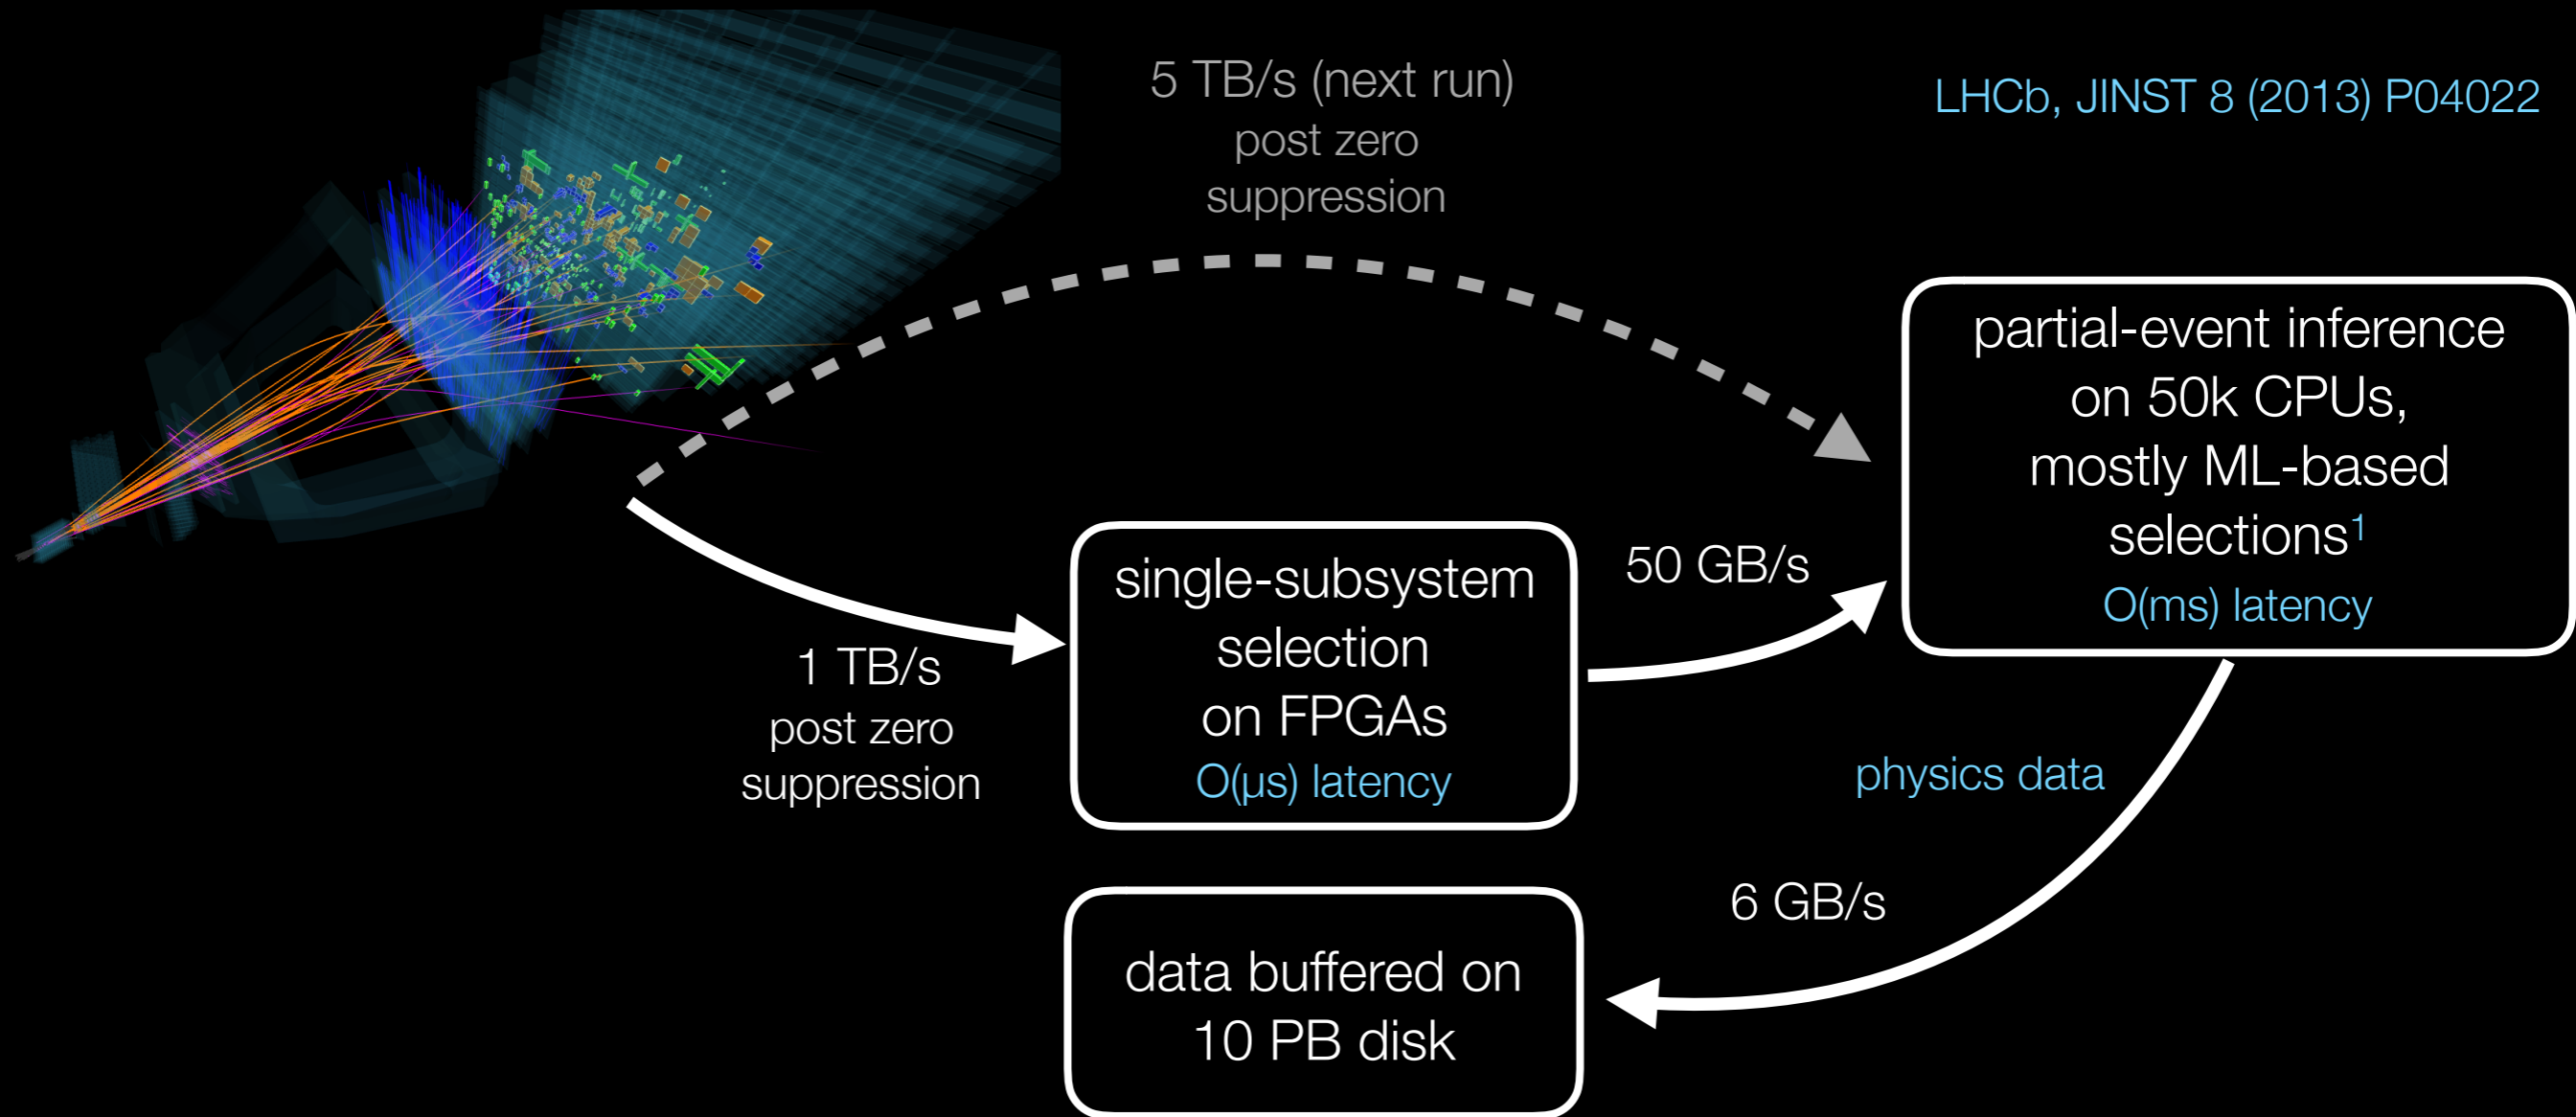 5 TB/s (next run)
post zero
suppression
LHCb, JINST 8 (2013) P04022
partial-event inference
on 50k CPUs,
mostly ML-based
selections¹
O(ms) latency
single-subsystem
selection
on FPGAs
O(µs) latency
50 GB/s
1 TB/s
post zero
suppression
physics data
6 GB/s
data buffered on
10 PB disk